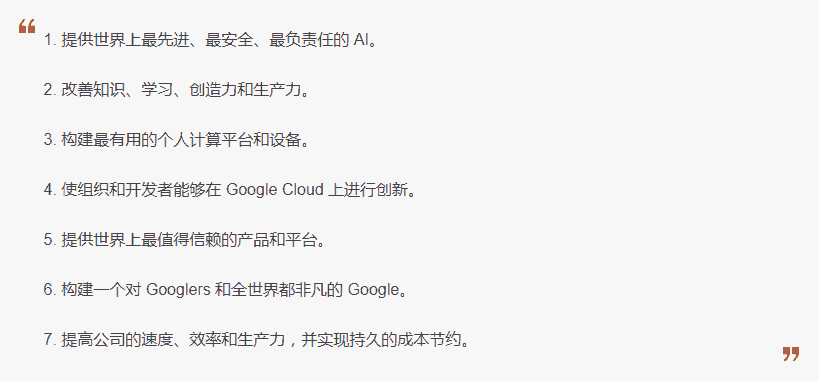 1. 提供世界上最先进、最安全、最负责任的 AI。
2. 改善知识、学习、创造力和生产力。
3. 构建最有用的个人计算平台和设备。
4. 使组织和开发者能够在 Google Cloud 上进行创新。
5. 提供世界上最值得信赖的产品和平台。
6. 构建一个对 Googlers 和全世界都非凡的 Google。
7. 提高公司的速度、效率和生产力，并实现持久的成本节约。